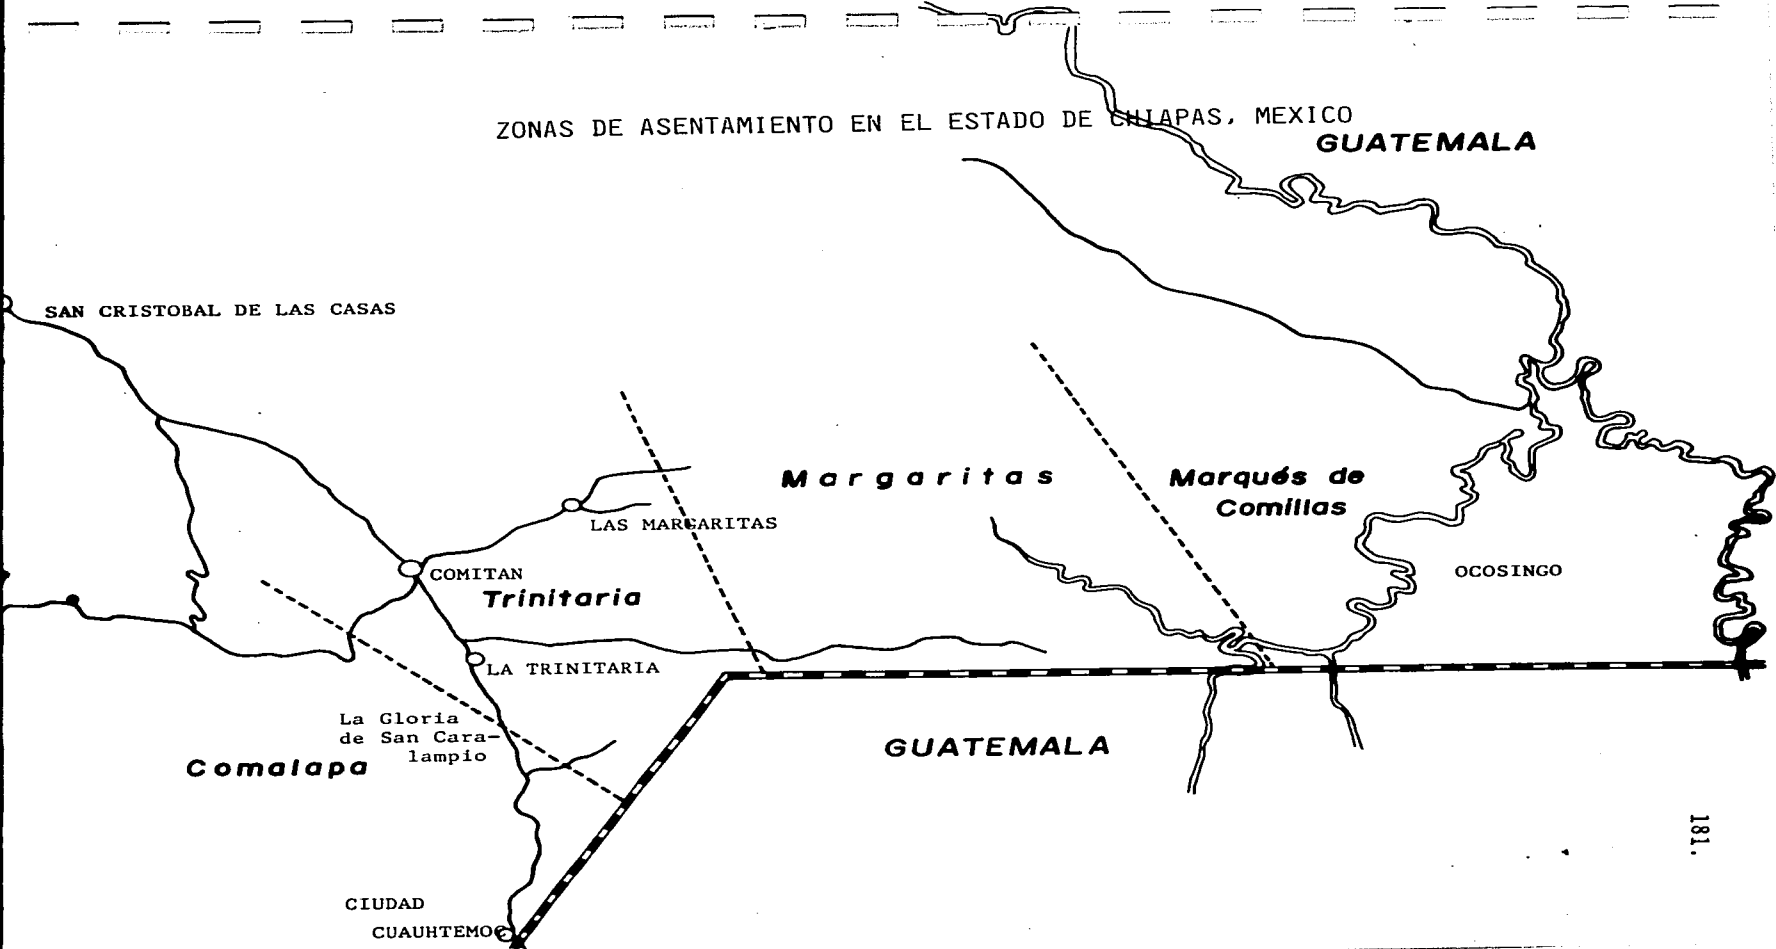 ZONAS DE ASENTAMIENTO EN EL ESTADO DE CHIAPAS, MEXICO
GUATEMALA
SAN CRISTOBAL DE LAS CASAS
Margaritas
Marqués de
Comillas
LAS MARGARITAS
COMITAN
OCOSINGO
Trinitaria
LA TRINITARIA
La Gloria
de San Cara-
lampio
GUATEMALA
Comalapa
181.
CIUDAD
CUAUHTEMOC